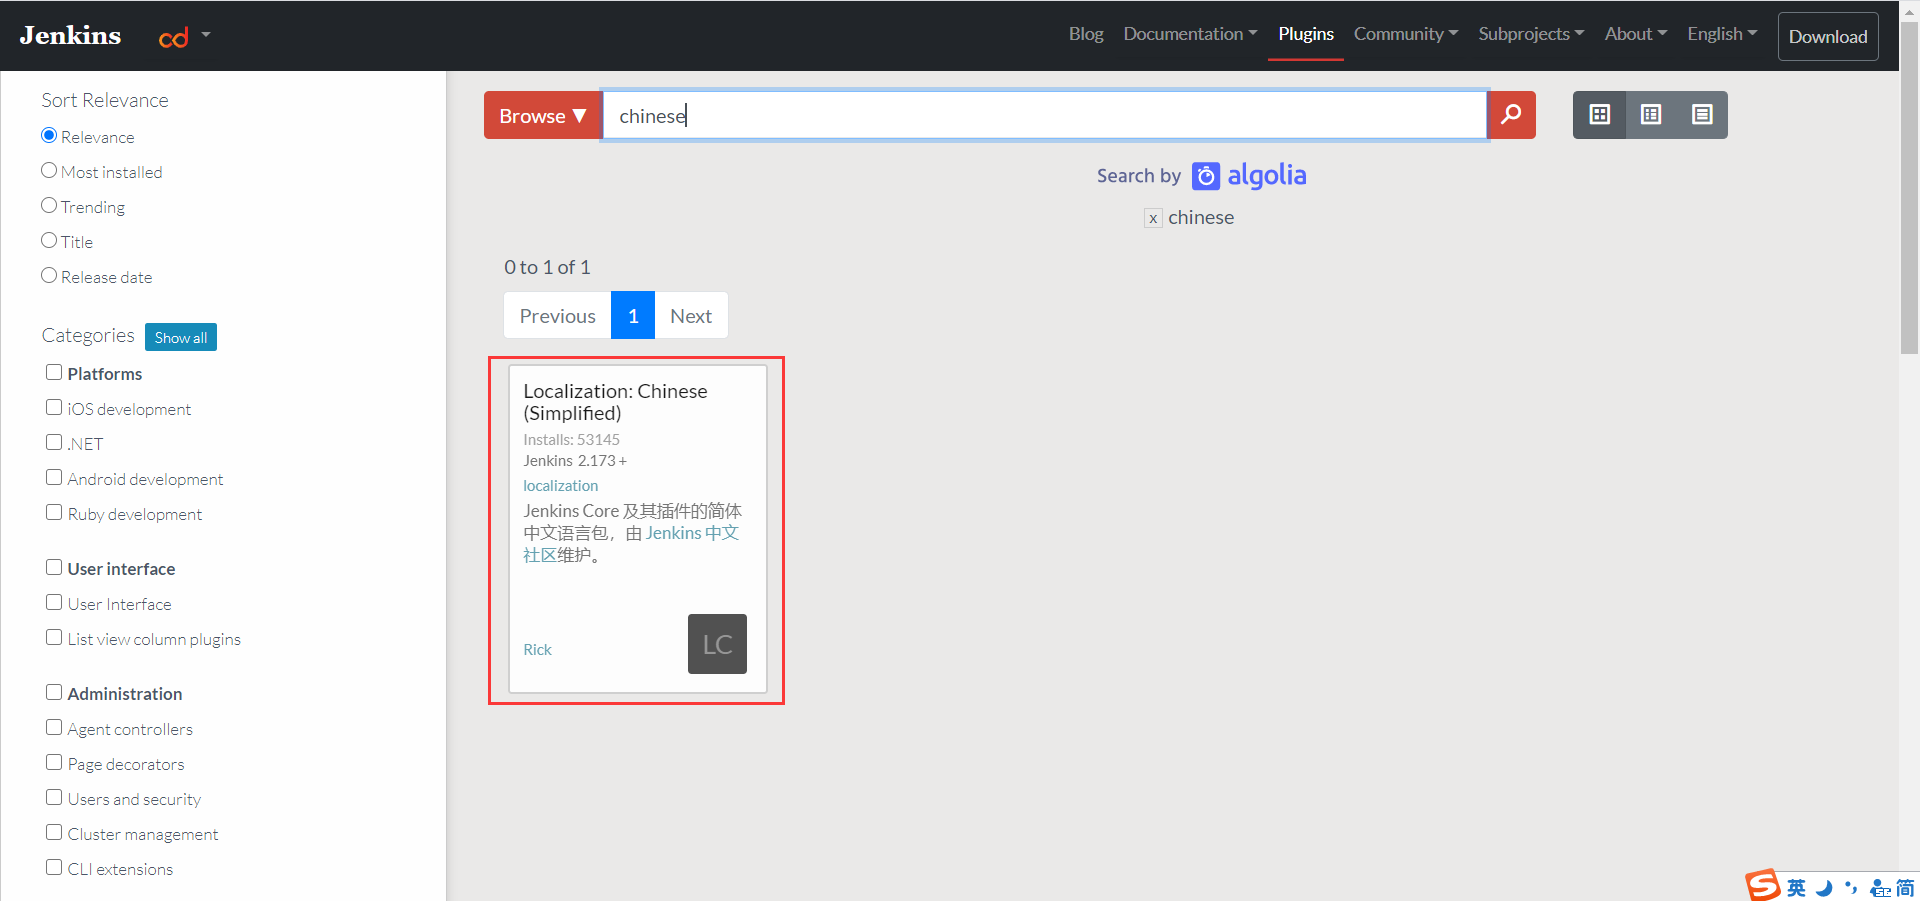 Jenkins
cd
Blog
Documentation
Plugins
Community
Subprojects
About
English
Download
Sort Relevance
Relevance
Most installed
Trending
Title
Release date
Categories
Show all
Platforms
iOS development
.NET
Android development
Ruby development
User interface
User Interface
List view column plugins
Administration
Agent controllers
Page decorators
Users and security
Cluster management
CLI extensions
Browse ▼
chinese
Search by algolia
x chinese
0 to 1 of 1
Previous 1 Next
Localization: Chinese
(Simplified)
Installs: 53145
Jenkins 2.173 +
localization
Jenkins Core 及其插件的简体
中文语言包，由 Jenkins 中文
社区维护。
Rick
LC
S 英 简